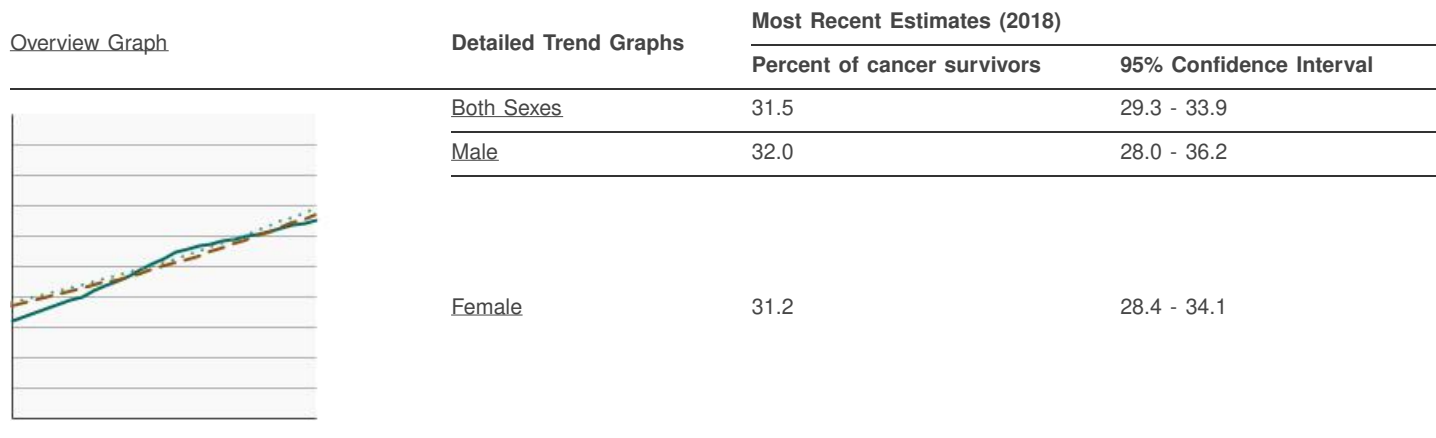 Overview Graph
Detailed Trend Graphs
Most Recent Estimates (2018)
Percent of cancer survivors 95% Confidence Interval
Both Sexes 31.5 29.3 - 33.9
Male 32.0 28.0 - 36.2
Female 31.2 28.4 - 34.1